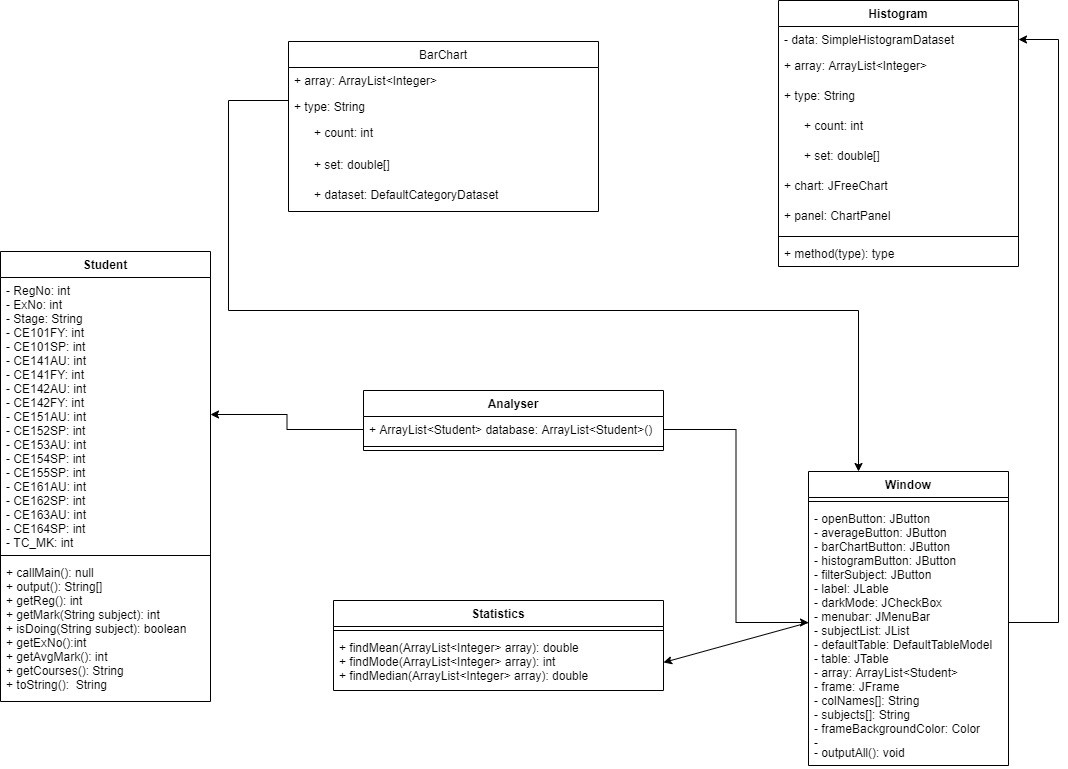 Histogram
- data: SimpleHistogramDataset
+ array: ArrayList<Integer>
+ type: String
+ count: int
+ set: double[]
+ chart: JFreeChart
+ panel: ChartPanel
+ method(type): type
BarChart
+ array: ArrayList<Integer>
+ type: String
+ count: int
+ set: double[]
+ dataset: DefaultCategoryDataset
Student
- RegNo: int
- ExNo: int
- Stage: String
- CE101FY: int
- CE101SP: int
- CE141AU: int
- CE141FY: int
- CE142AU: int
- CE142FY: int
- CE151AU: int
- CE152SP: int
- CE153AU: int
- CE154SP: int
- CE155SP: int
- CE161AU: int
- CE162SP: int
- CE163AU: int
- CE164SP: int
- TC_MK: int
+ callMain(): null
+ output(): String[]
+ getReg(): int
+ getMark(String subject): int
+ isDoing(String subject): boolean
+ getExNo():int
+ getAvgMark(): int
+ getCourses(): String
+ toString():  String
Analyser
+ ArrayList<Student> database: ArrayList<Student>()
Statistics
+ findMean(ArrayList<Integer> array): double
+ findMode(ArrayList<Integer> array): int
+ findMedian(ArrayList<Integer> array): double
Window
- openButton: JButton
- averageButton: JButton
- barChartButton: JButton
- histogramButton: JButton
- filterSubject: JButton
- label: JLable
- darkMode: JCheckBox
- menubar: JMenuBar
- subjectList: JList
- defaultTable: DefaultTableModel
- table: JTable
- array: ArrayList<Student>
- frame: JFrame
- colNames[]: String
- subjects[]: String
- frameBackgroundColor: Color
-
- outputAll(): void